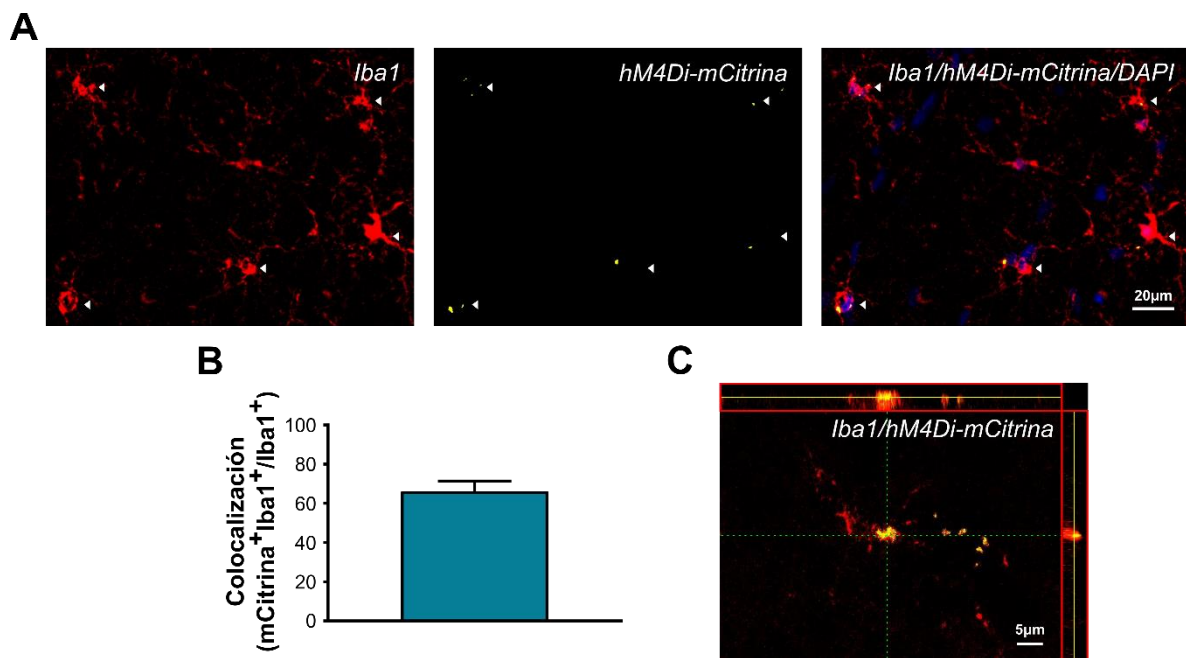 A
Iba1
hM4Di-mCitrina
Iba1/hM4Di-mCitrina/DAPI
20µm
B
Colocalización
(mCitrina⁺Iba1⁺/Iba1⁺)
100
80
60
40
20
0
C
Iba1/hM4Di-mCitrina
5µm